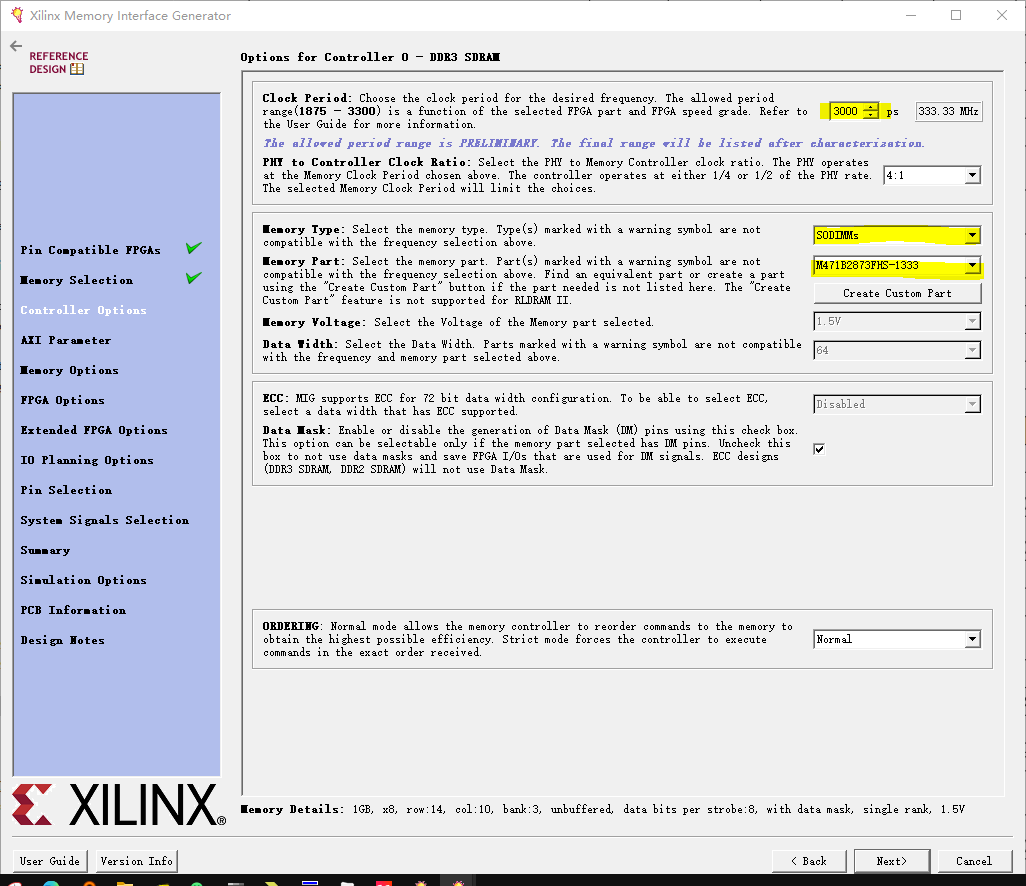 Xilinx Memory Interface Generator
REFERENCE
DESIGN
Options for Controller 0 - DDR3 SDRAM
Clock Period: Choose the clock period for the desired frequency. The allowed period
range(1875 - 3300) is a function of the selected FPGA part and FPGA speed grade. Refer to
the User Guide for more information.
3000 ps 333.33 MHz
The allowed period range is PRELIMINARY. The final range will be listed after characterization.
PHY to Controller Clock Ratio: Select the PHY to Memory Controller clock ratio. The PHY operates
at the Memory Clock Period chosen above. The controller operates at either 1/4 or 1/2 of the PHY rate.
The selected Memory Clock Period will limit the choices.
4:1
Memory Type: Select the memory type. Type(s) marked with a warning symbol are not
compatible with the frequency selection above.
SODIMMs
Memory Part: Select the memory part. Part(s) marked with a warning symbol are not
compatible with the frequency selection above. Find an equivalent part or create a part
using the "Create Custom Part" button if the part needed is not listed here. The "Create
Custom Part" feature is not supported for RLDRAM II.
M471B2873FHS-1333
Create Custom Part
Memory Voltage: Select the Voltage of the Memory part selected.
1.5V
Data Width: Select the Data Width. Parts marked with a warning symbol are not compatible
with the frequency and memory part selected above.
64
ECC: MIG supports ECC for 72 bit data width configuration. To be able to select ECC,
select a data width that has ECC supported.
Disabled
Data Mask: Enable or disable the generation of Data Mask (DM) pins using this check box.
This option can be selectable only if the memory part selected has DM pins. Uncheck this
box to not use data masks and save FPGA I/Os that are used for DM signals. ECC designs
(DDR3 SDRAM, DDR2 SDRAM) will not use Data Mask.
ORDERING: Normal mode allows the memory controller to reorder commands to the memory to
obtain the highest possible efficiency. Strict mode forces the controller to execute
commands in the exact order received.
Normal
Pin Compatible FPGAs
Memory Selection
Controller Options
AXI Parameter
Memory Options
FPGA Options
Extended FPGA Options
IO Planning Options
Pin Selection
System Signals Selection
Summary
Simulation Options
PCB Information
Design Notes
XILINX®
Memory Details: 1GB, x8, row:14, col:10, bank:3, unbuffered, data bits per strobe:8, with data mask, single rank, 1.5V
User Guide
Version Info
< Back
Next>
Cancel